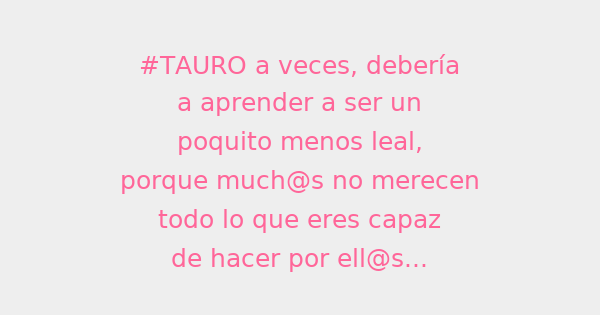 #TAURO a veces, debería
a aprender a ser un
poquito menos leal,
porque much@s no merecen
todo lo que eres capaz
de hacer por ell@s...